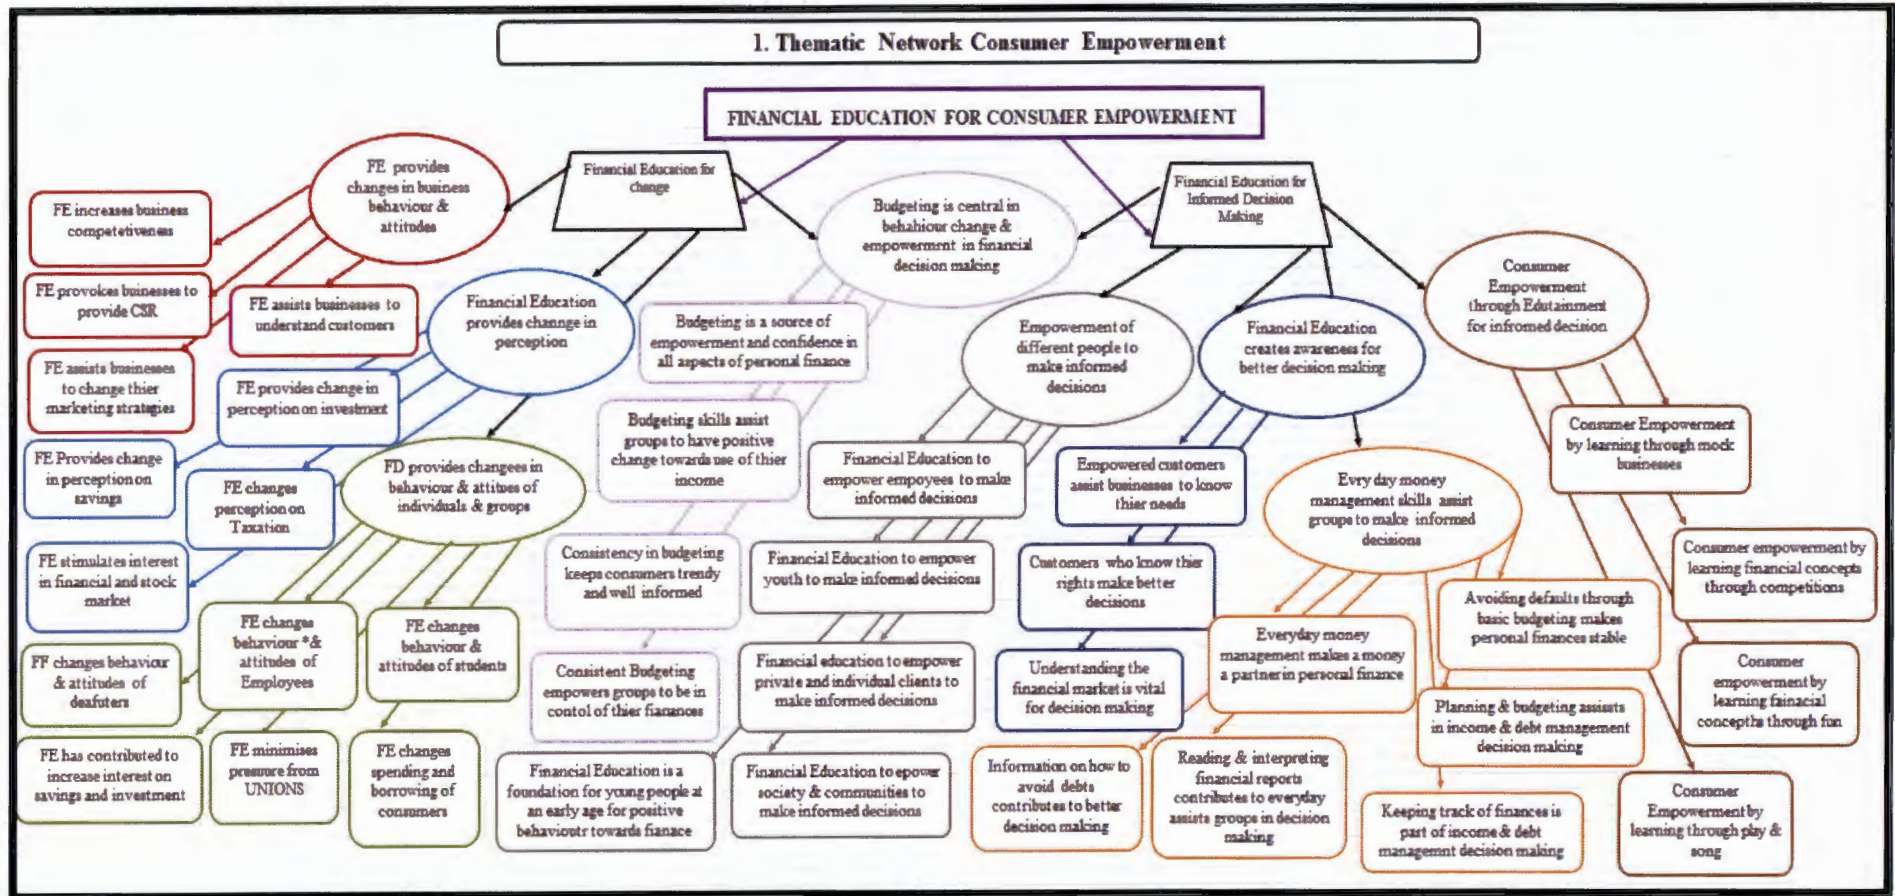 1. Thematic Network Consumer Empowerment
FINANCIAL EDUCATION FOR CONSUMER EMPOWERMENT
FE provides
changes in business
behaviour &
attitudes
Financial Education for
change
Budgeting is central in
behahiour change &
empowerment in financial
decision making
Financial Education for
Informed Decision
Making
Consumer
Empowerment
through Edutainment
for infromed decision
FE increases business
competetiveness
FE provokes buinesses to
provide CSR
FE assists businesses to
understand customers
FE assists businesses
to change thier
marketing strategies
Financial Education
provides channge in
perception
FE provides change in
perception on investment
FE Provides change
in perception on
savings
FE changes
perception on
Taxation
FE stimulates interest
in financial and stock
market
FD provides changees in
behaviour & attitues of
individuals & groups
FE changes
behaviour *&
attitudes of
Employees
FE changes
behaviour &
attitudes of students
FF changes behaviour
& attitudes of
deafuters
FE has contributed to
increase interest on
savings and investment
FE minimises
pressure from
UNIONS
FE changes
spending and
borrowing of
consumers
Budgeting is a source of
empowerment and confidence in
all aspects of personal finance
Budgeting skills assist
groups to have positive
change towards use of thier
income
Consistency in budgeting
keeps consumers trendy
and well informed
Consistent Budgeting
empowers groups to be in
contol of thier fianances
Empowerment of
different people to
make informed
decisions
Financial Education to
empower empoyees to make
informed decisions
Financial Education to empower
youth to make informed decisions
Financial education to empower
private and individual clients to
make informed decisions
Financial Education is a
foundation for young people at
an early age for positive
behaviourr towards fianace
Financial Education to epower
society & communities to
make informed decisions
Financial Education
creates awareness for
better decision making
Empowered customers
assist businesses to know
thier needs
Customers who know thier
rights make better
decisions
Understanding the
financial market is vital
for decision making
Every day money
management skills assist
groups to make informed
decisions
Everyday money
management makes a money
a partner in personal finance
Avoiding defaults through
basic budgeting makes
personal finances stable
Planning & budgeting assists
in income & debt management
decision making
Information on how to
avoid debts
contributes to better
decision making
Reading & interpreting
financial reports
contributes to everyday
assists groups in decision
making
Keeping track of finances is
part of income & debt
managemnt decision making
Consumer Empowerment
by learning through mock
businesses
Consumer empowerment by
learning financial concepts
through competitions
Consumer
empowerment by
learning fainacial
concepths through fun
Consumer
Empowerment by
learning through play &
song